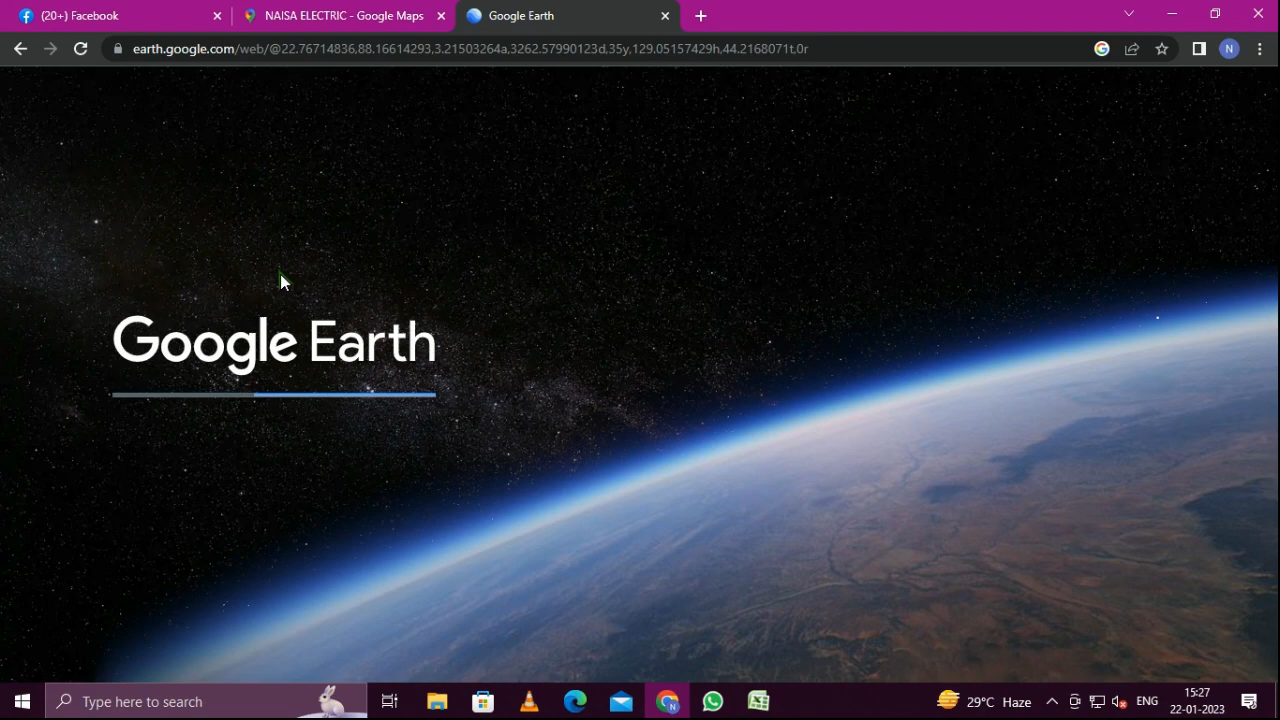 (20+) Facebook
NAISA ELECTRIC - Google Maps
Google Earth
earth.google.com/web/@22.76714836,88.16614293,3.21503264a,3262.57990123d,35y,129.05157429h,44.2168071t,0r
N
Google Earth
Type here to search
N
29°C Haze
ENG
15:27
22-01-2023